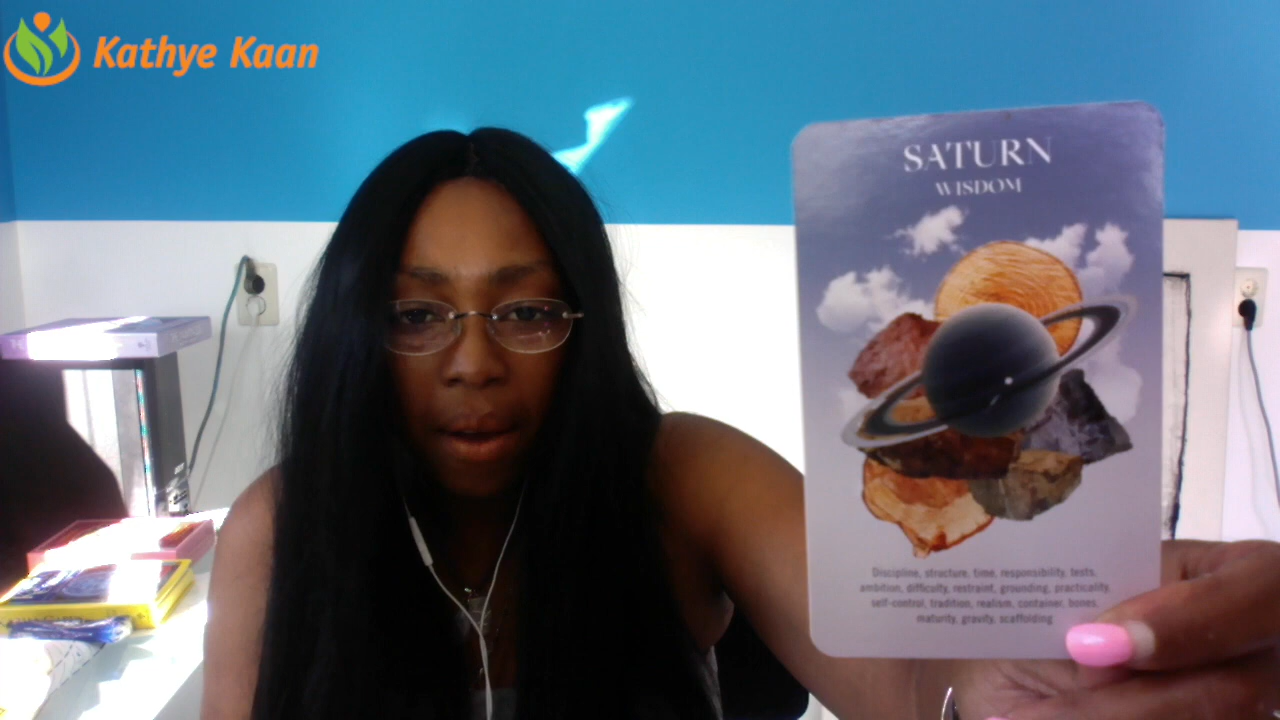 Kathye Kaan
SATURN
WISDOM
Discipline, structure, time, responsibility, tests,
ambition, difficulty, restraint, grounding, practicality,
self-control, tradition, realism, container, bones,
maturity, gravity, scaffolding